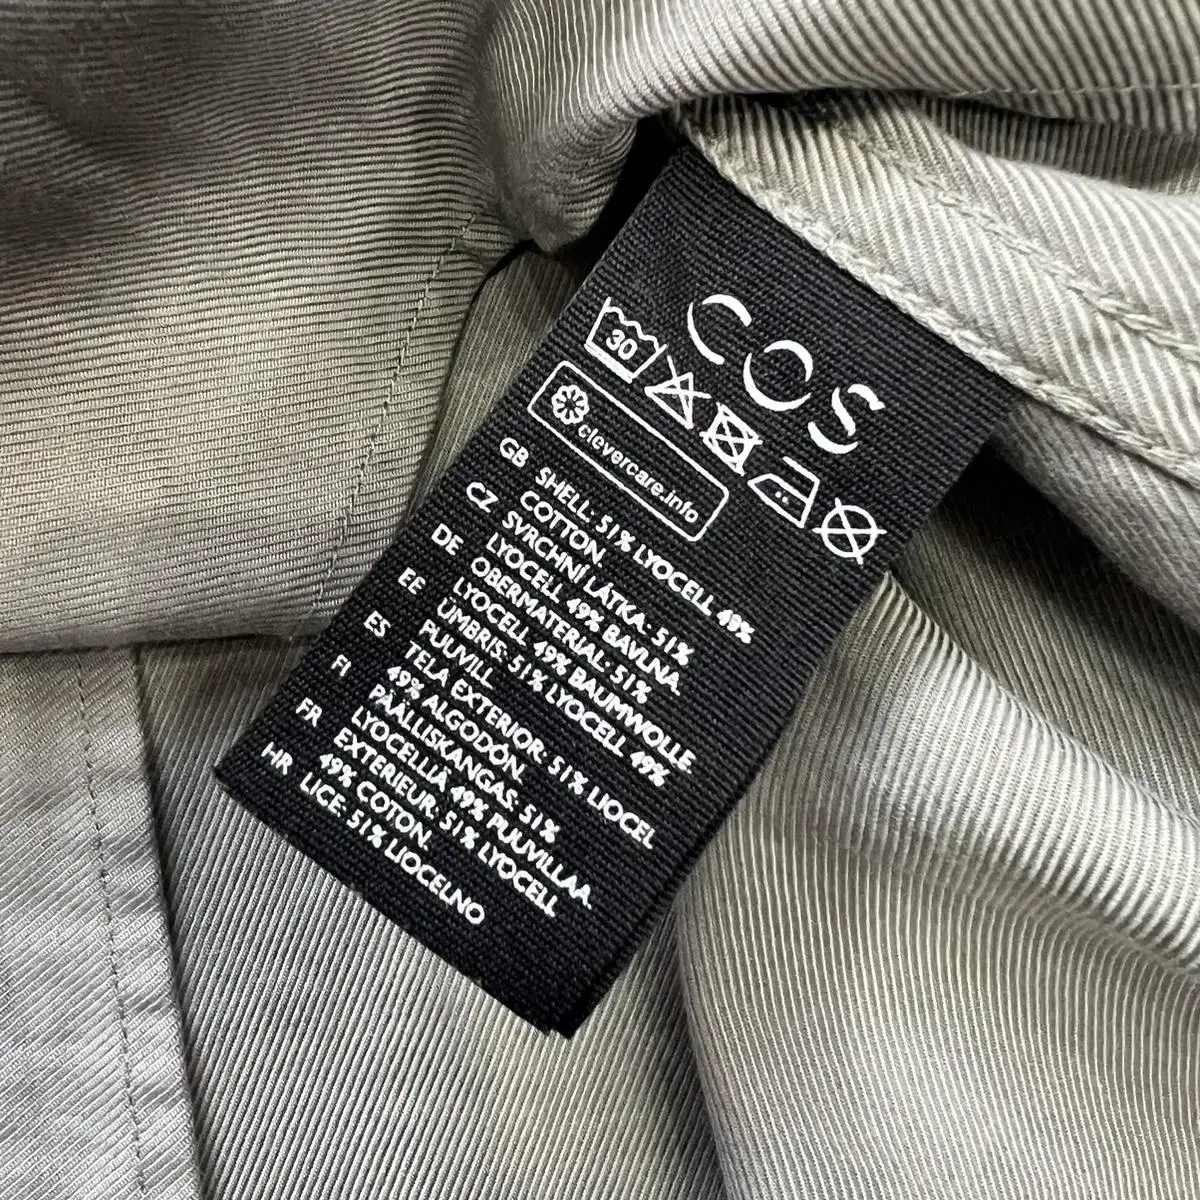 COS
30
clevercare.info
GB SHELL: 51% LYOCELL 49%
COTTON.
CZ SVRCHNÍ LÁTKA: 51%
LYOCELL 49% BAVLNA.
DE OBERMATERIAL: 51%
LYOCELL 49% BAUMWOLLE.
EE ÜMBRIS: 51% LYOCELL 49%
PUUVILL.
ES TELA EXTERIOR: 51% LIOCEL
49% ALGODÓN.
FI PÄÄLLISKANGAS: 51%
LYOCELLIÄ 49% PUUVILLAA.
FR EXTERIEUR: 51% LYOCELL
49% COTON.
HR LICE: 51% LIOCELNO